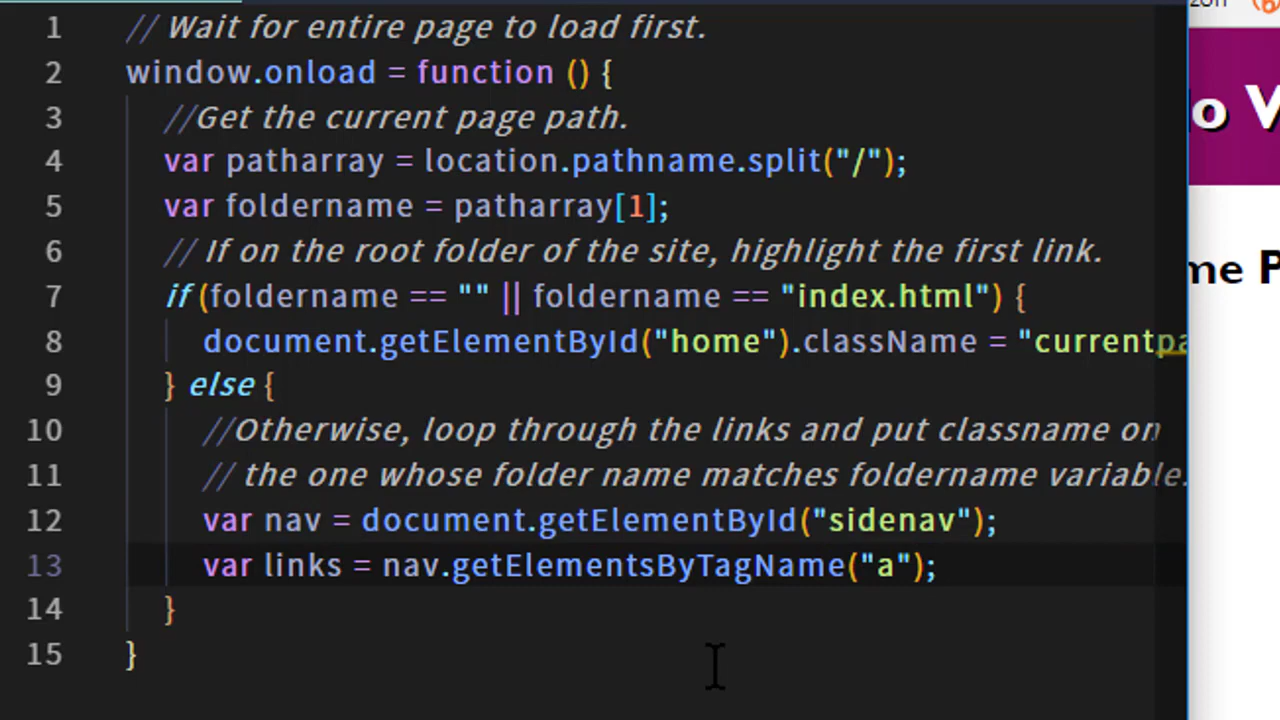 1 // Wait for entire page to load first.
2 window.onload = function () {
3 //Get the current page path.
4 var patharray = location.pathname.split("/");
5 var foldername = patharray[1];
6 // If on the root folder of the site, highlight the first link.
7 if (foldername == "" || foldername == "index.html") {
8 document.getElementById("home").className = "currentpa
9 } else {
10 //Otherwise, loop through the links and put classname on
11 // the one whose folder name matches foldername variable.
12 var nav = document.getElementById("sidenav");
13 var links = nav.getElementsByTagName("a");
14 }
15 }